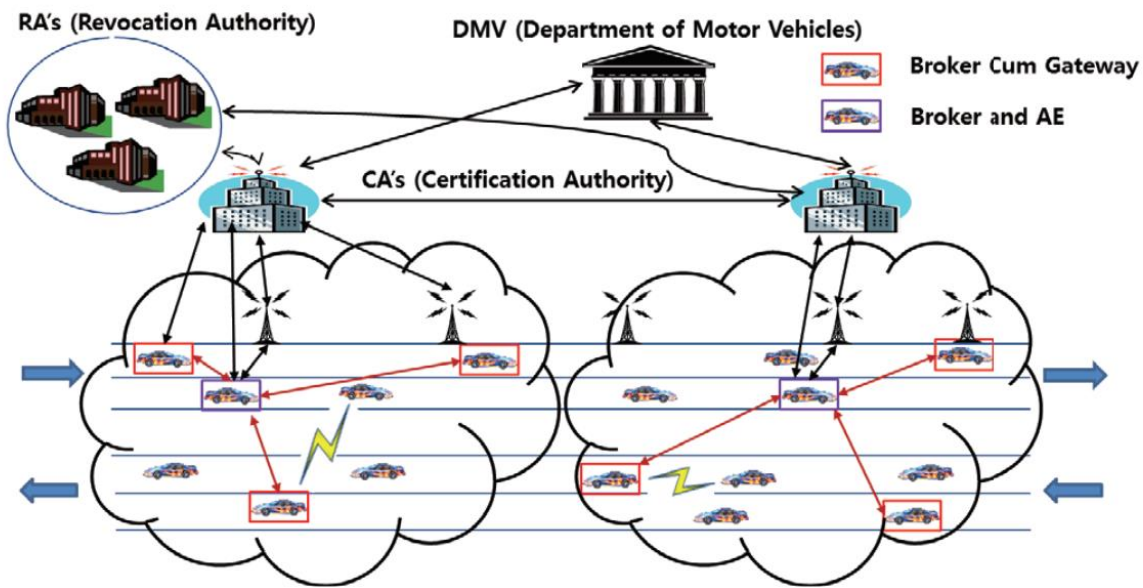 RA's (Revocation Authority)
DMV (Department of Motor Vehicles)
Broker Cum Gateway
Broker and AE
CA's (Certification Authority)